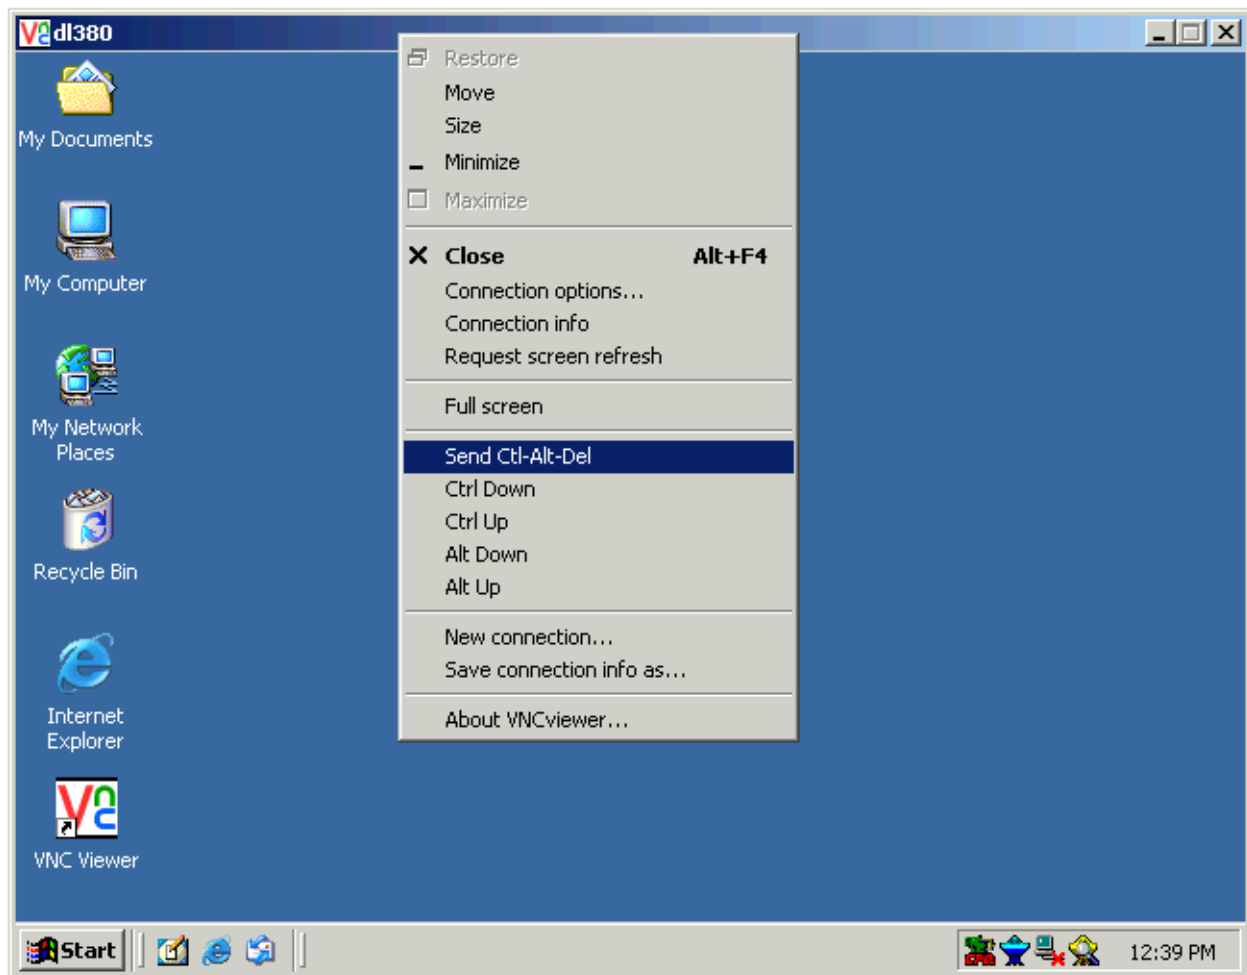 dl380
My Documents
My Computer
My Network
Places
Recycle Bin
Internet
Explorer
VNC Viewer
Restore
Move
Size
Minimize
Maximize
Close Alt+F4
Connection options...
Connection info
Request screen refresh
Full screen
Send Ctl-Alt-Del
Ctrl Down
Ctrl Up
Alt Down
Alt Up
New connection...
Save connection info as...
About VNCviewer...
Start
12:39 PM